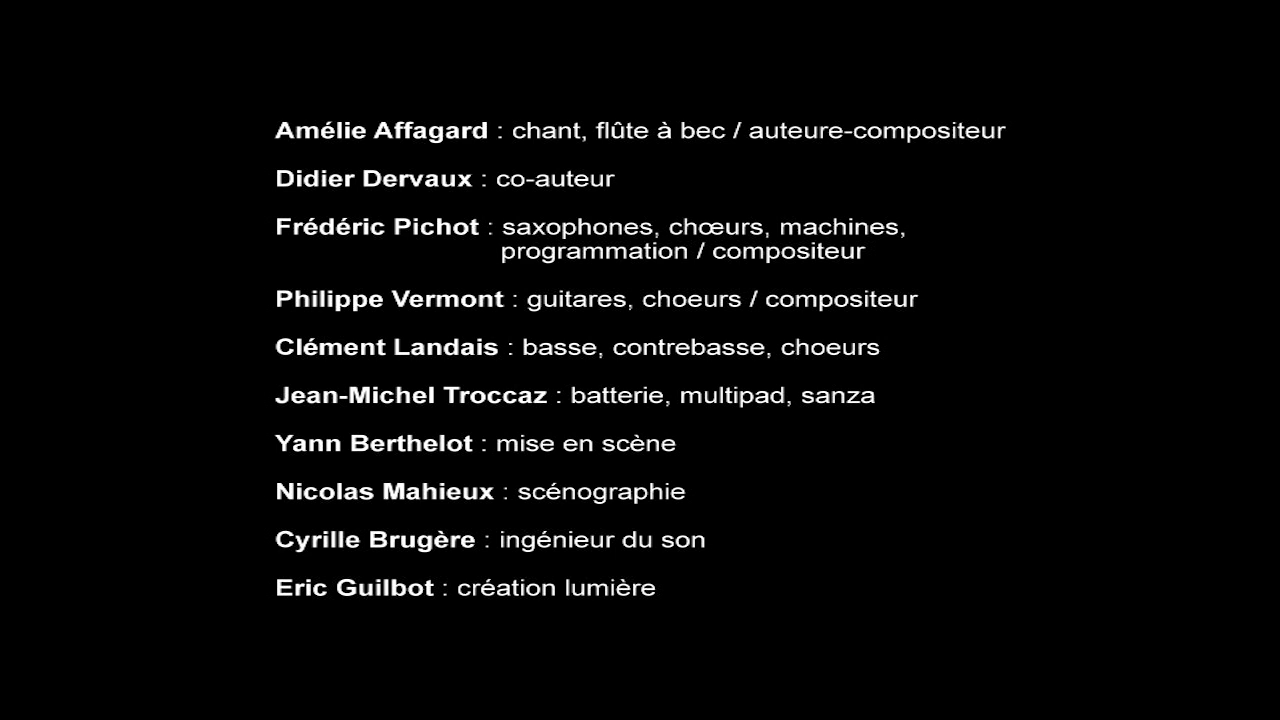 Amélie Affagard : chant, flûte à bec / auteure-compositeur
Didier Dervaux : co-auteur
Frédéric Pichot : saxophones, chœurs, machines,
programmation / compositeur
Philippe Vermont : guitares, choeurs / compositeur
Clément Landais : basse, contrebasse, choeurs
Jean-Michel Troccaz : batterie, multipad, sanza
Yann Berthelot : mise en scène
Nicolas Mahieux : scénographie
Cyrille Brugère : ingénieur du son
Eric Guilbot : création lumière